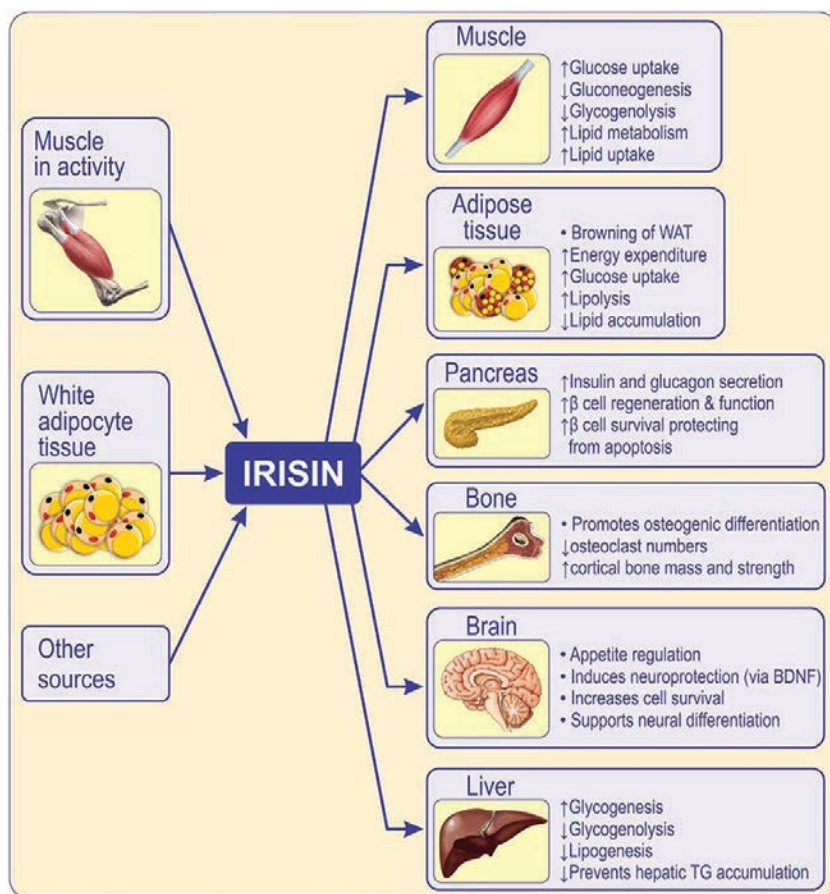 Muscle
in activity
White
adipocyte
tissue
Other
sources
IRISIN
Muscle
↑Glucose uptake
↓Gluconeogenesis
↓Glycogenolysis
↑Lipid metabolism
↑Lipid uptake
Adipose
tissue
• Browning of WAT
↑Energy expenditure
↑Glucose uptake
↑Lipolysis
↓Lipid accumulation
Pancreas
↑Insulin and glucagon secretion
↑β cell regeneration & function
↑β cell survival protecting
from apoptosis
Bone
• Promotes osteogenic differentiation
↓osteoclast numbers
↑cortical bone mass and strength
Brain
• Appetite regulation
• Induces neuroprotection (via BDNF)
• Increases cell survival
• Supports neural differentiation
Liver
↑Glycogenesis
↓Glycogenolysis
↓Lipogenesis
↓Prevents hepatic TG accumulation